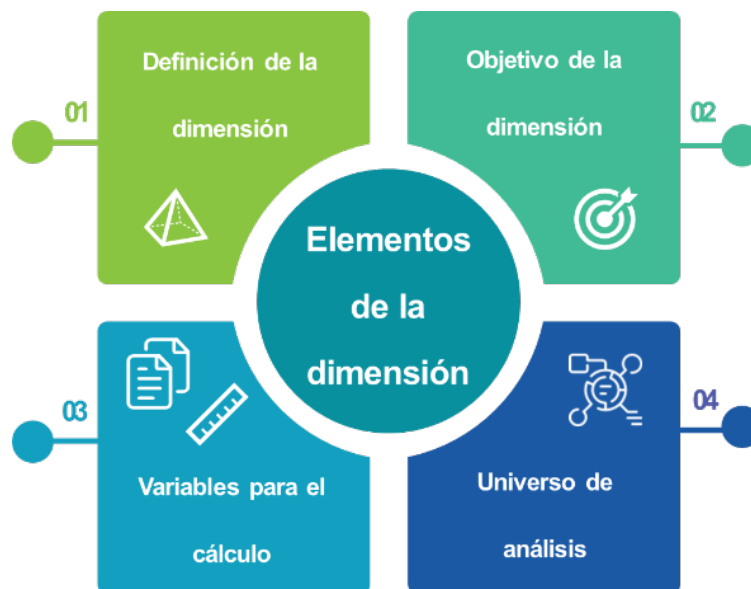 01
Definición de la
dimensión
Objetivo de la
dimensión
02
Elementos
de la
dimensión
03
Variables para el
cálculo
04
Universo de
análisis